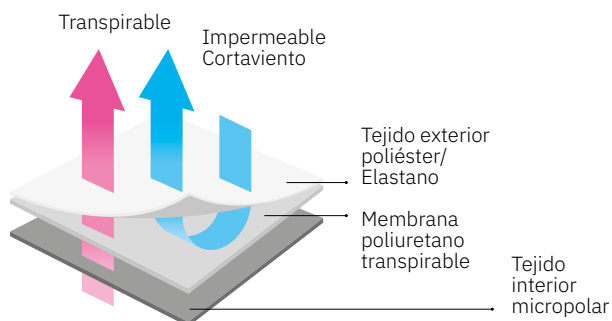 Transpirable
Impermeable
Cortaviento
Tejido exterior
poliéster/
Elastano
Membrana
poliuretano
transpirable
Tejido
interior
micropolar